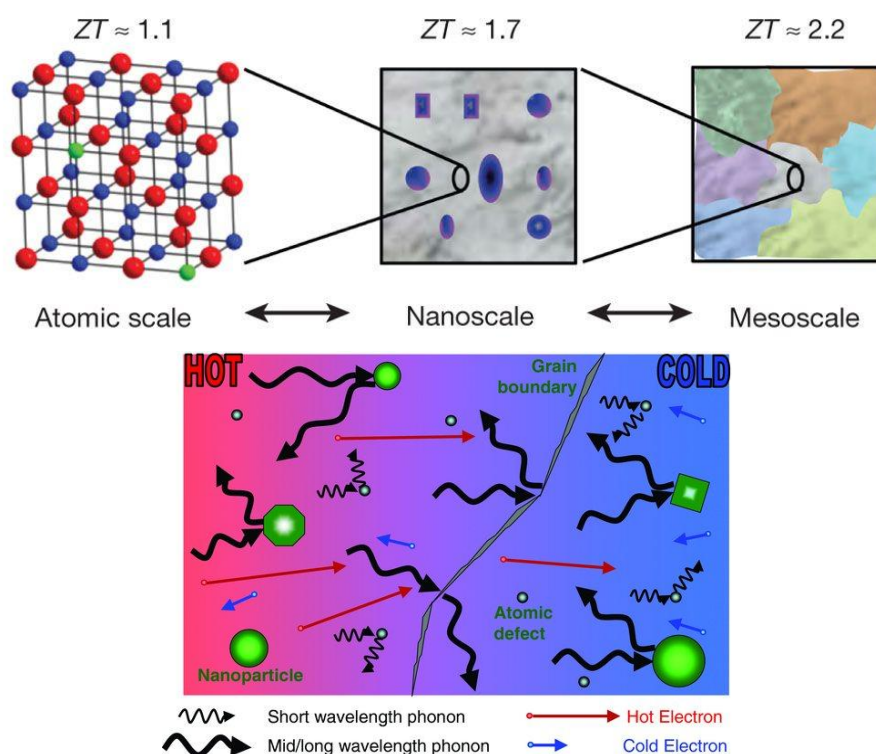 ZT ≈ 1.1
ZT ≈ 1.7
ZT ≈ 2.2
Atomic scale
Nanoscale
Mesoscale
HOT
Grain
boundary
COLD
Atomic
defect
Nanoparticle
Short wavelength phonon
Hot Electron
Mid/long wavelength phonon
Cold Electron